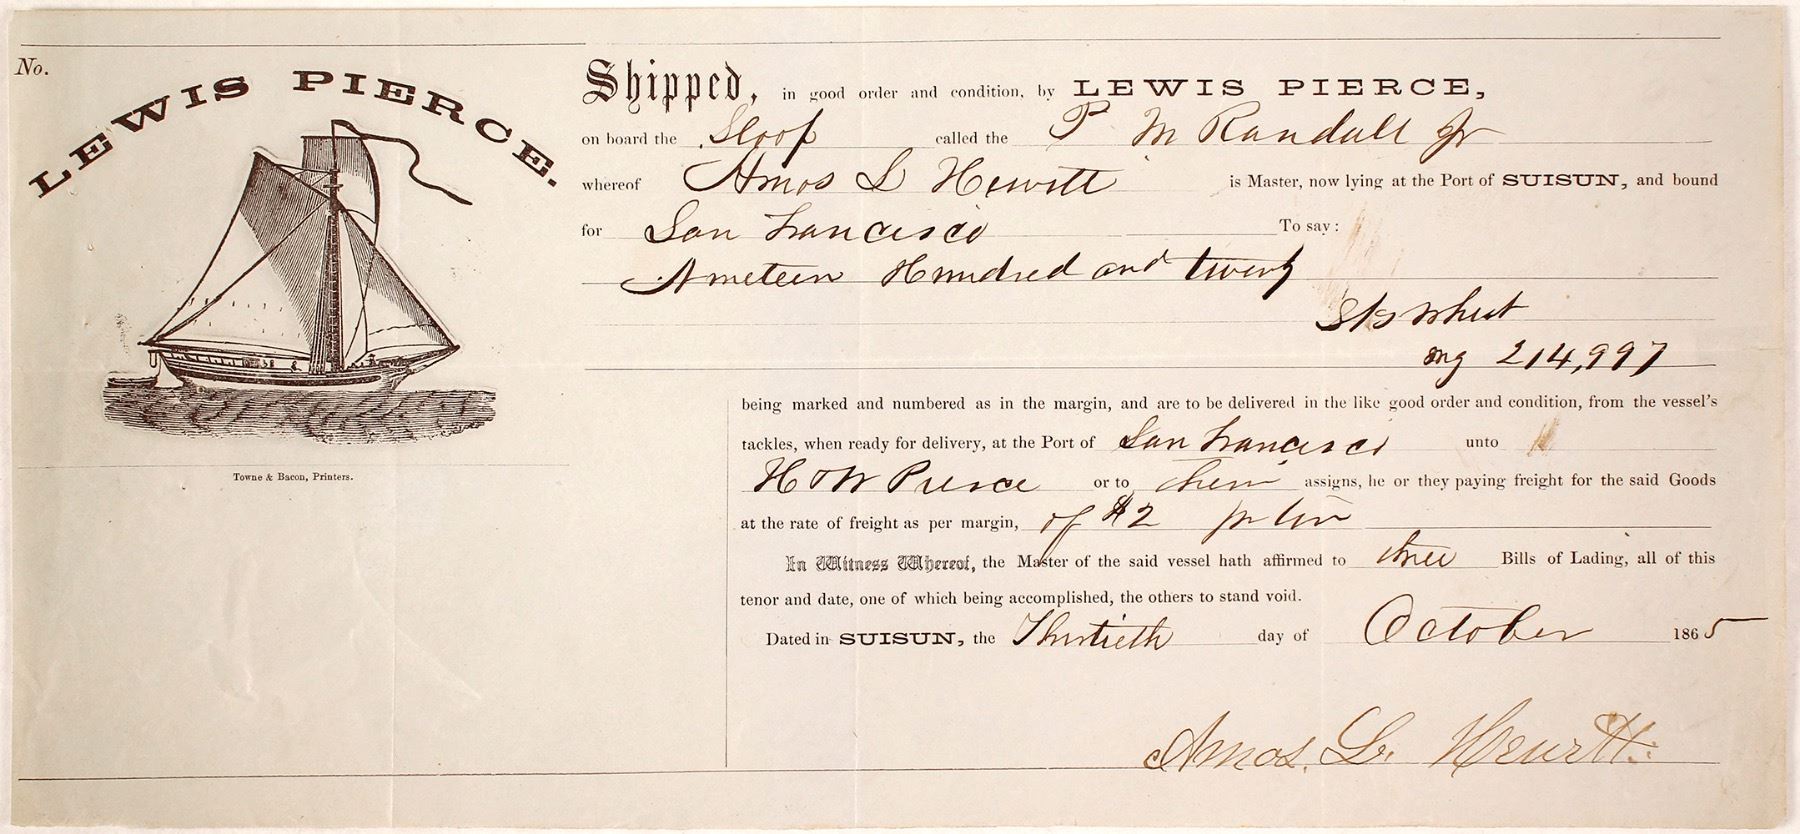 No.
LEWIS PIERCE.
Towne & Bacon, Printers.
Shipped, in good order and condition, by LEWIS PIERCE,
on board the Sloop called the P M Randall Jr
whereof Amos L Hewitt is Master, now lying at the Port of SUISUN, and bound
for San Francisco To say:
Nineteen Hundred and twenty
Sks Wheat
214,997
being marked and numbered as in the margin, and are to be delivered in the like good order and condition, from the vessel's
tackles, when ready for delivery, at the Port of San Francisco unto
Pierce or to their assigns, he or they paying freight for the said Goods
at the rate of freight as per margin, of $2 pr ton
In Witness Whereof, the Master of the said vessel hath affirmed to three Bills of Lading, all of this
tenor and date, one of which being accomplished, the others to stand void.
Dated in SUISUN, the Thirtieth day of October 1865
Amos. L. Hewitt.